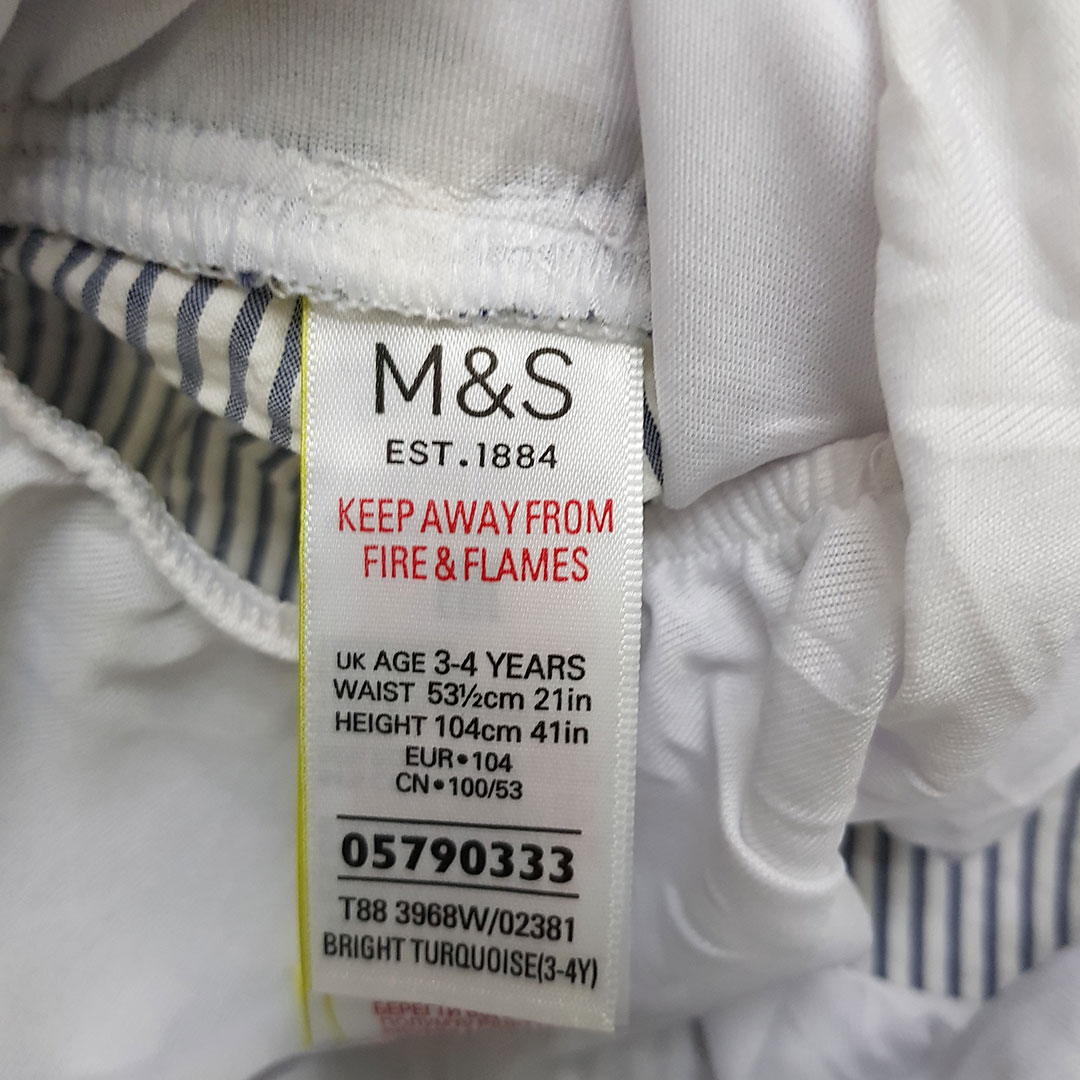 M&S
EST.1884
KEEP AWAY FROM
FIRE & FLAMES
UK AGE 3-4 YEARS
WAIST 53½cm 21in
HEIGHT 104cm 41in
EUR•104
CN•100/53
05790333
T88 3968W/02381
BRIGHT TURQUOISE(3-4Y)